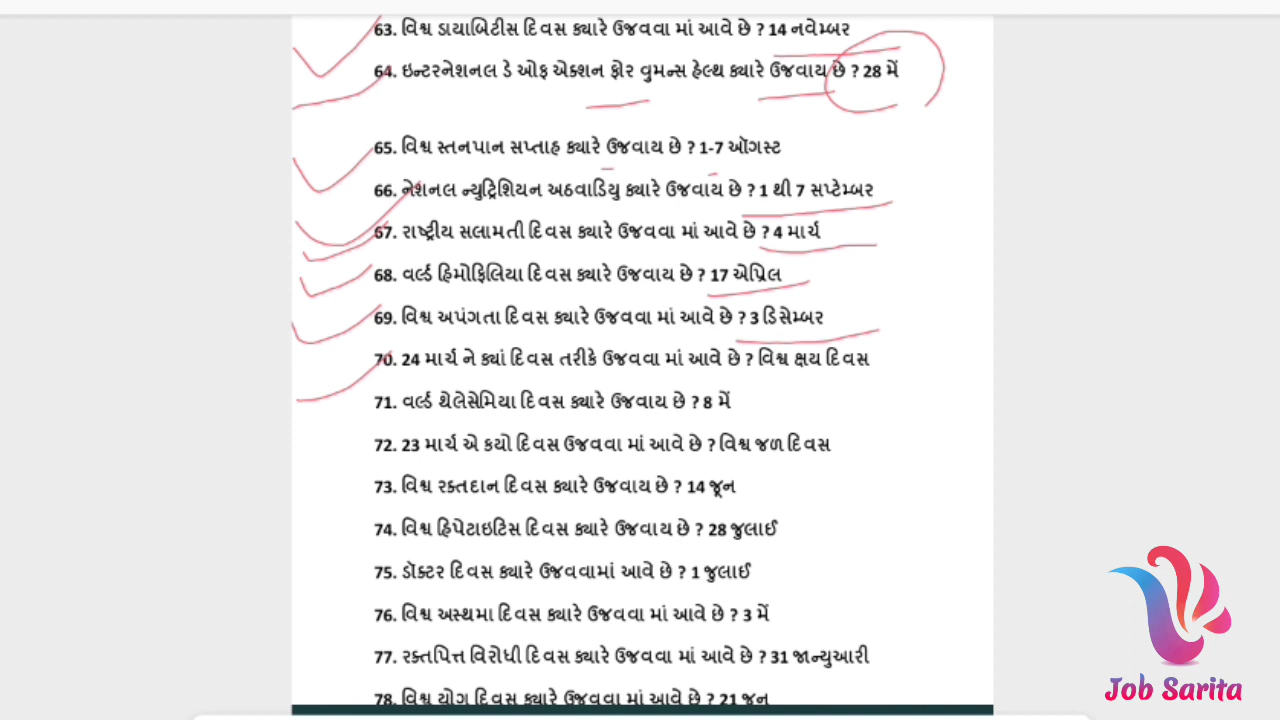 63. વિશ્વ ડાયાબિટીસ દિવસ ક્યારે ઉજવવા માં આવે છે ? 14 નવેમ્બર
64. ઇન્ટરનેશનલ ડે ઓફ એક્શન ફોર વુમન્સ હેલ્થ ક્યારે ઉજવાય છે ? 28 મેં
65. વિશ્વ સ્તનપાન સપ્તાહ ક્યારે ઉજવાય છે ? 1-7 ઑગસ્ટ
66. નેશનલ ન્યુટ્રિશિયન અઠવાડિયુ ક્યારે ઉજવાય છે ? 1 થી 7 સપ્ટેમ્બર
67. રાષ્ટ્રીય સલામતી દિવસ ક્યારે ઉજવવા માં આવે છે ? 4 માર્ચ
68. વર્લ્ડ હિમોફિલિયા દિવસ ક્યારે ઉજવાય છે ? 17 એપ્રિલ
69. વિશ્વ અપંગતા દિવસ ક્યારે ઉજવવા માં આવે છે ? 3 ડિસેમ્બર
70. 24 માર્ચ ને ક્યાં દિવસ તરીકે ઉજવવા માં આવે છે ? વિશ્વ ક્ષય દિવસ
71. વર્લ્ડ થેલેસેમિયા દિવસ ક્યારે ઉજવાય છે ? 8 મેં
72. 23 માર્ચ એ કયો દિવસ ઉજવવા માં આવે છે ? વિશ્વ જળ દિવસ
73. વિશ્વ રક્તદાન દિવસ ક્યારે ઉજવાય છે ? 14 જૂન
74. વિશ્વ હિપેટાઇટિસ દિવસ ક્યારે ઉજવાય છે ? 28 જુલાઈ
75. ડૉક્ટર દિવસ ક્યારે ઉજવવામાં આવે છે ? 1 જુલાઈ
76. વિશ્વ અસ્થમા દિવસ ક્યારે ઉજવવા માં આવે છે ? 3 મેં
77. રક્તપિત્ત વિરોધી દિવસ ક્યારે ઉજવવા માં આવે છે ? 31 જાન્યુઆરી
78. વિશ્વ યોગ દિવસ ક્યારે ઉજવવા માં આવે છે ? 21 જૂન
Job Sarita